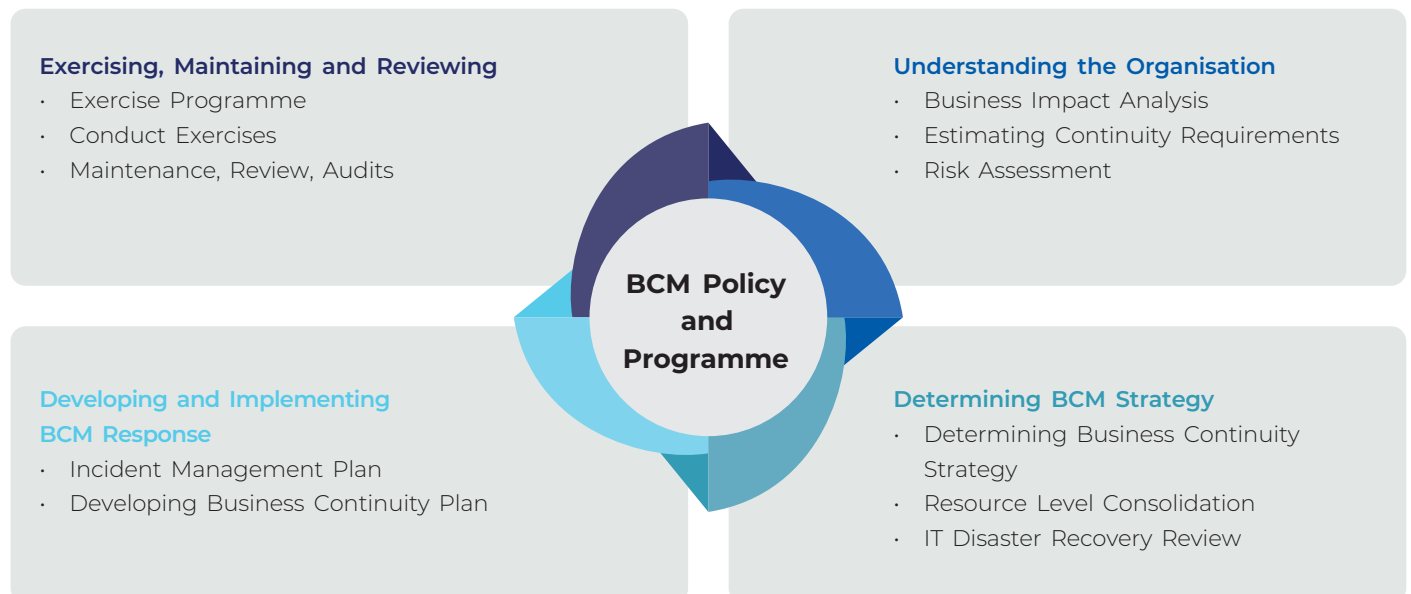 Exercising, Maintaining and Reviewing
• Exercise Programme
• Conduct Exercises
• Maintenance, Review, Audits
Understanding the Organisation
• Business Impact Analysis
• Estimating Continuity Requirements
• Risk Assessment
BCM Policy
and
Programme
Developing and Implementing
BCM Response
• Incident Management Plan
• Developing Business Continuity Plan
Determining BCM Strategy
• Determining Business Continuity
Strategy
• Resource Level Consolidation
• IT Disaster Recovery Review